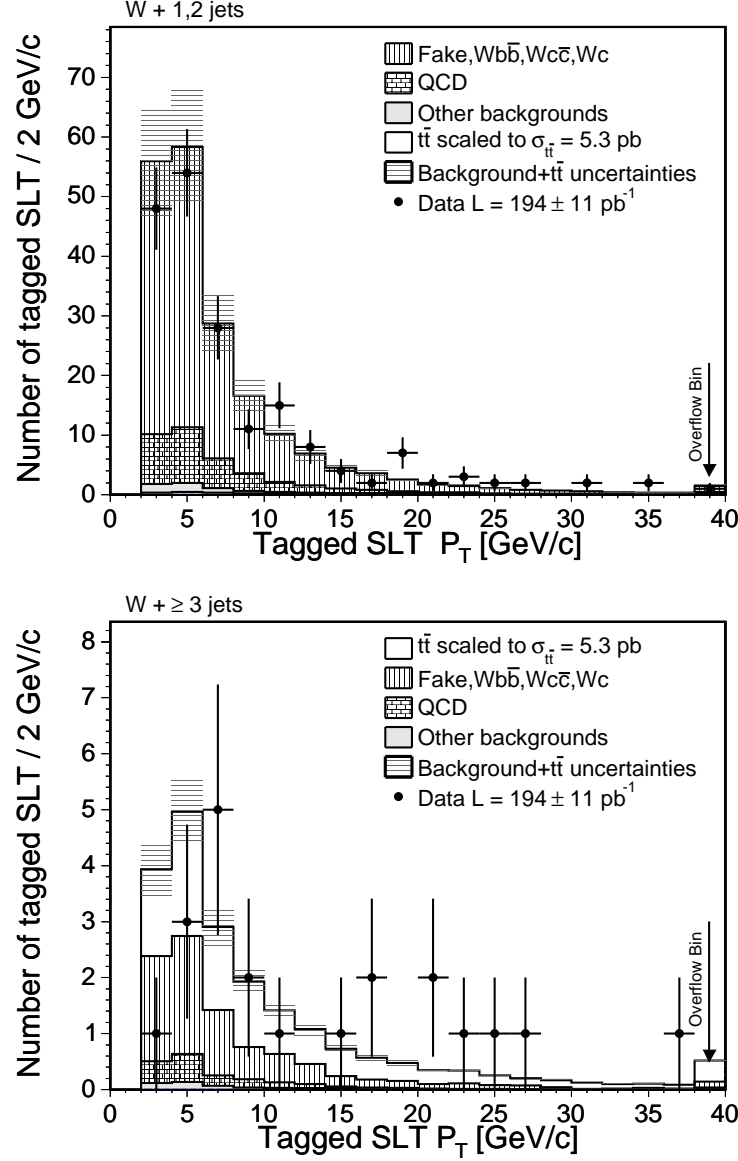 W + 1,2 jets
Number of tagged SLT / 2 GeV/c
70
60
50
40
30
20
10
0
Fake,Wbb̄,Wcc̄,Wc
QCD
Other backgrounds
tt̄ scaled to σ_tt̄ = 5.3 pb
Background+tt̄ uncertainties
Data L = 194 ± 11 pb⁻¹
Overflow Bin
0 5 10 15 20 25 30 35 40
Tagged SLT P_T [GeV/c]
W + ≥ 3 jets
Number of tagged SLT / 2 GeV/c
8
7
6
5
4
3
2
1
0
tt̄ scaled to σ_tt̄ = 5.3 pb
Fake,Wbb̄,Wcc̄,Wc
QCD
Other backgrounds
Background+tt̄ uncertainties
Data L = 194 ± 11 pb⁻¹
Overflow Bin
0 5 10 15 20 25 30 35 40
Tagged SLT P_T [GeV/c]